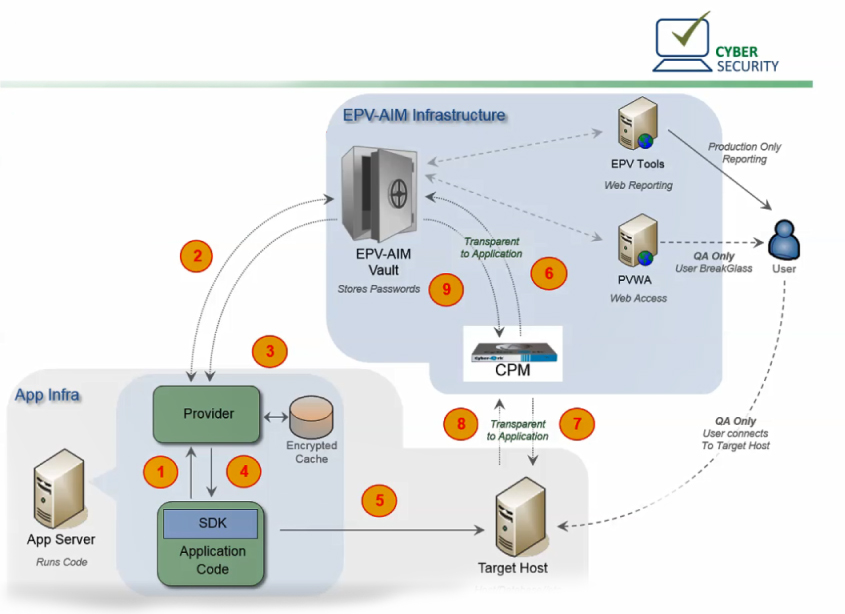 CYBER
SECURITY
EPV-AIM Infrastructure
EPV Tools
Web Reporting
Production Only
Reporting
EPV-AIM
Vault
Stores Passwords
Transparent
to Application
PVWA
Web Access
QA Only
User BreakGlass
User
2
9
6
CPM
3
App Infra
Provider
Encrypted
Cache
8
Transparent
to Application
7
QA Only
User connects
To Target Host
1
4
5
App Server
Runs Code
SDK
Application
Code
Target Host